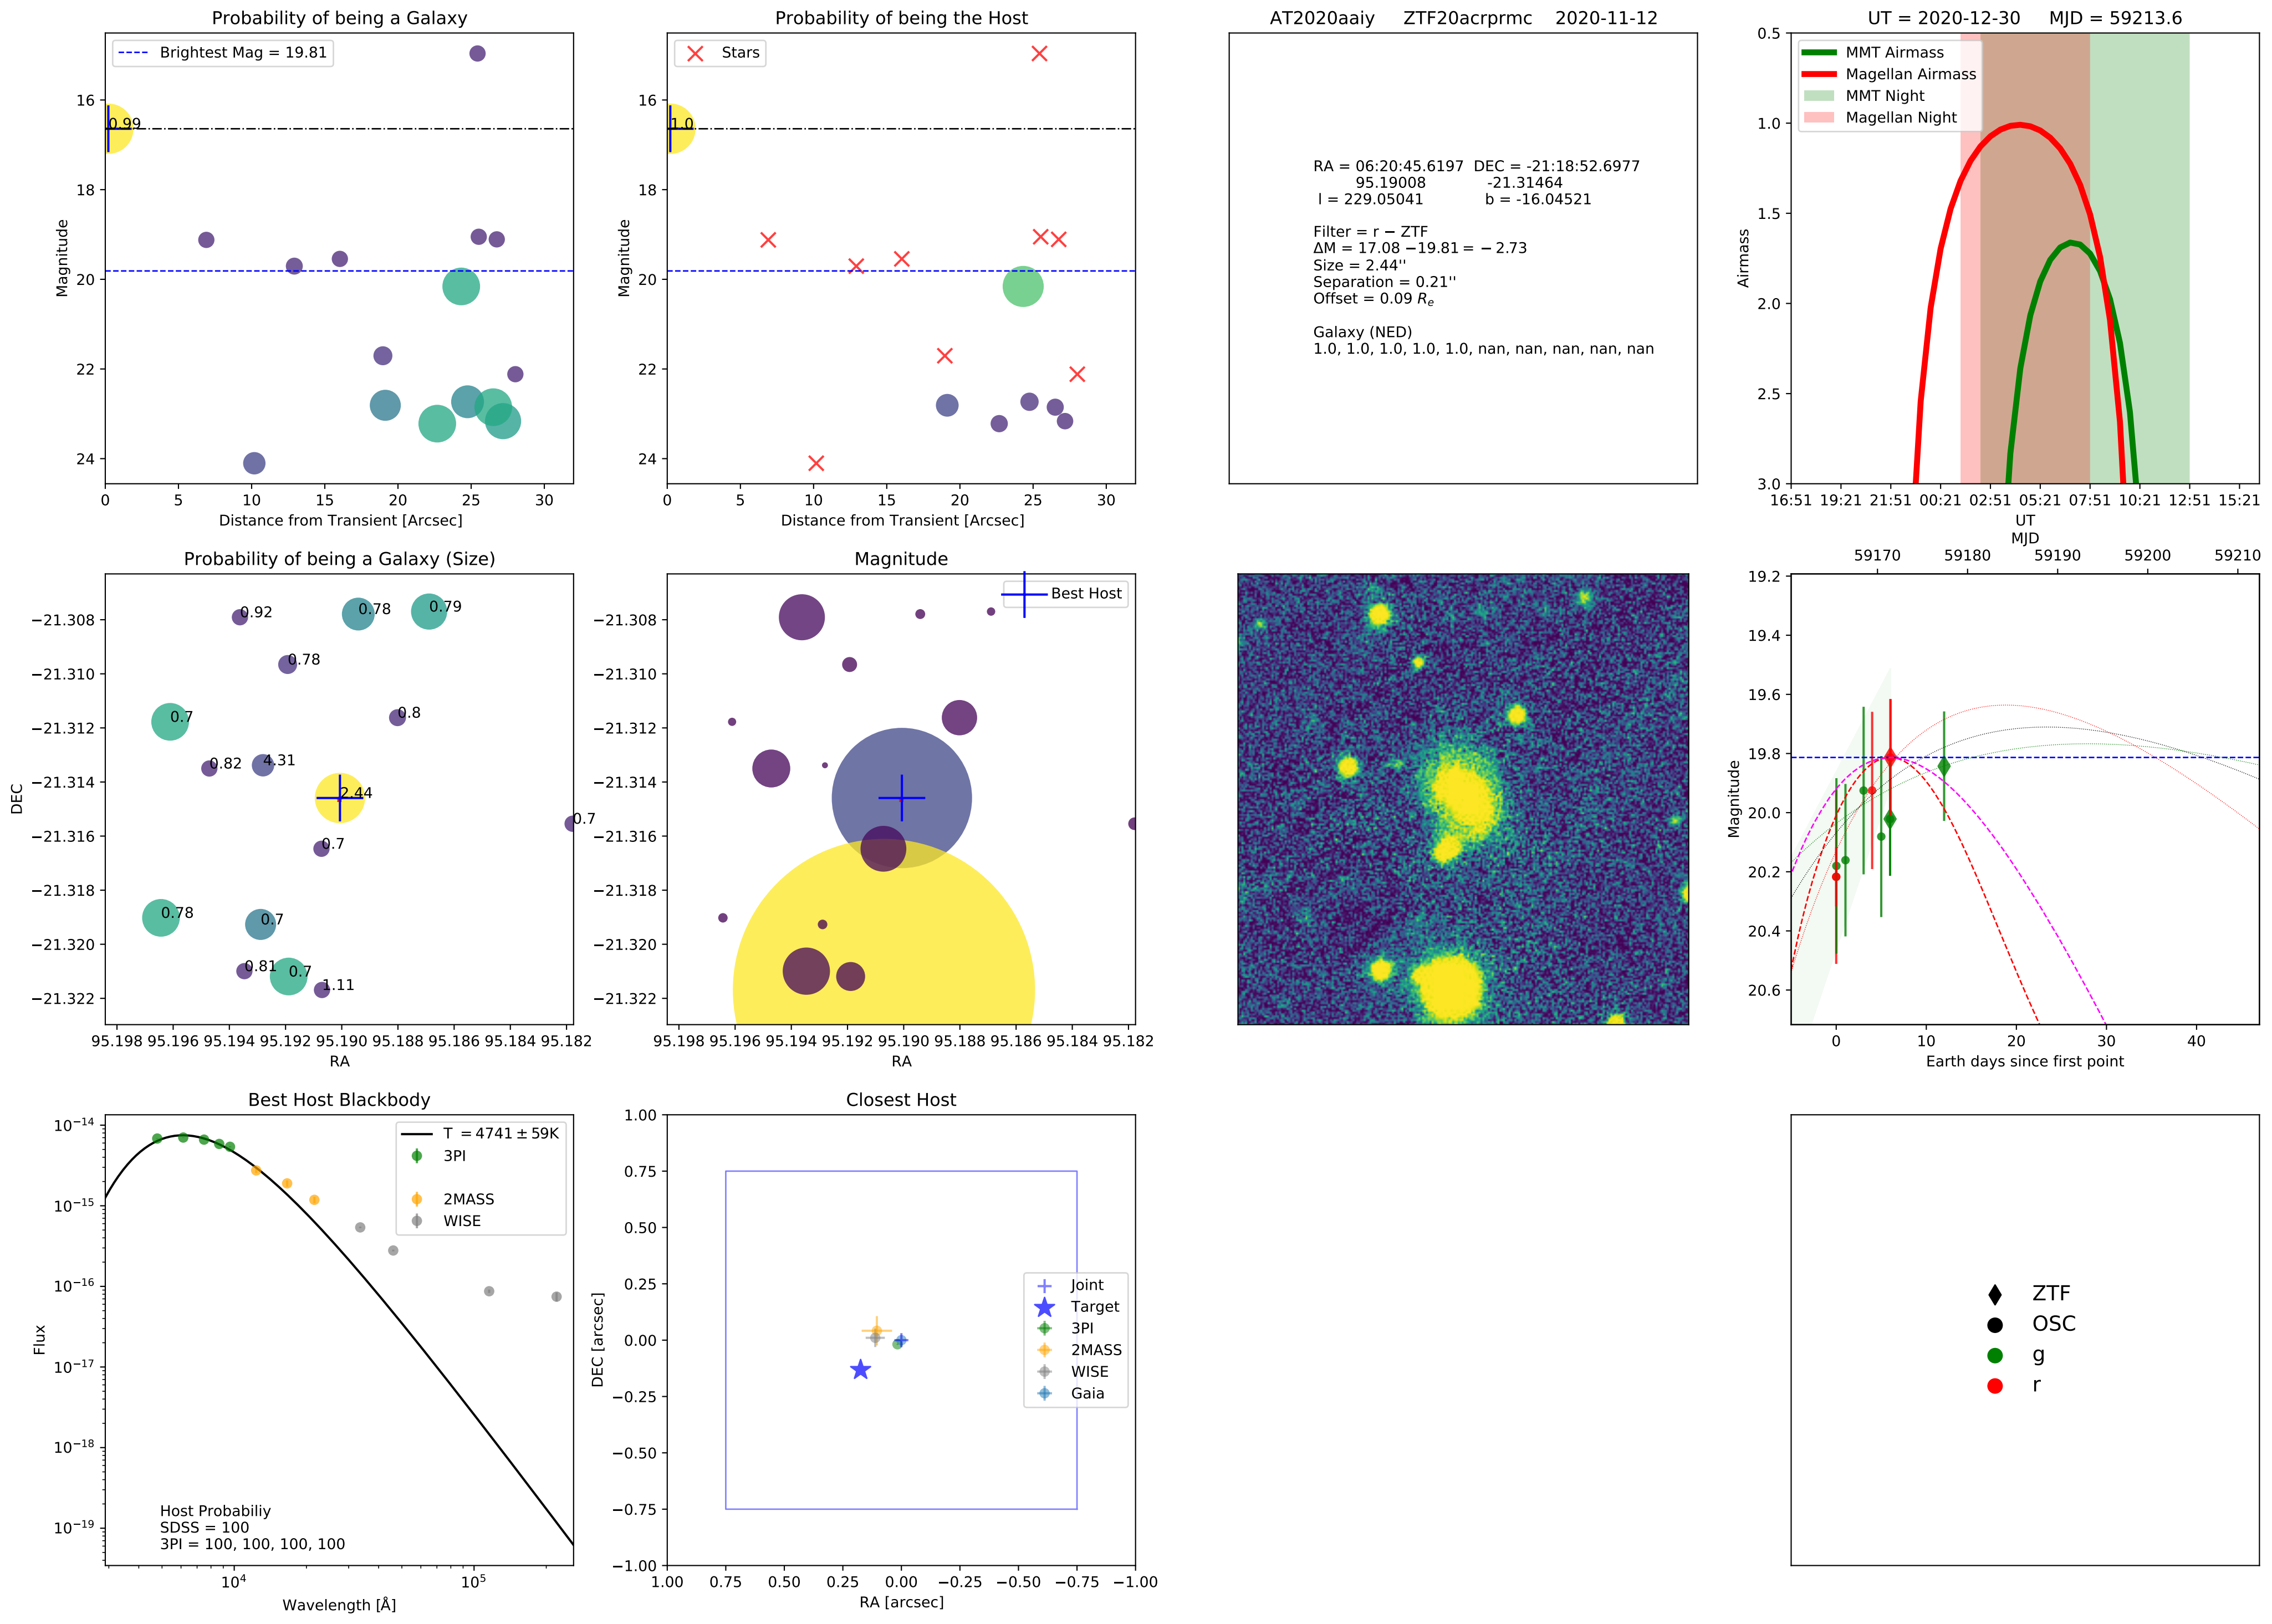 Probability of being a Galaxy
Brightest Mag = 19.81
0.99
16
18
20
22
24
Magnitude
0 5 10 15 20 25 30
Distance from Transient [Arcsec]
Probability of being the Host
Stars
1.0
16
18
20
22
24
Magnitude
0 5 10 15 20 25 30
Distance from Transient [Arcsec]
AT2020aaiy ZTF20acrprmc 2020-11-12
RA = 06:20:45.6197 DEC = -21:18:52.6977
95.19008 -21.31464
l = 229.05041 b = -16.04521
Filter = r − ZTF
ΔM = 17.08 −19.81 = −2.73
Size = 2.44''
Separation = 0.21''
Offset = 0.09 Re
Galaxy (NED)
1.0, 1.0, 1.0, 1.0, 1.0, nan, nan, nan, nan, nan
UT = 2020-12-30 MJD = 59213.6
MMT Airmass
Magellan Airmass
MMT Night
Magellan Night
0.5
1.0
1.5
2.0
2.5
3.0
Airmass
16:51 19:21 21:51 00:21 02:51 05:21 07:51 10:21 12:51 15:21
UT
Probability of being a Galaxy (Size)
0.92
0.78
0.79
0.78
0.7
0.8
0.82
4.31
2.44
0.7
0.7
0.78
0.7
0.81
0.7
1.11
−21.308
−21.310
−21.312
−21.314
−21.316
−21.318
−21.320
−21.322
DEC
95.198 95.196 95.194 95.192 95.190 95.188 95.186 95.184 95.182
RA
Magnitude
Best Host
−21.308
−21.310
−21.312
−21.314
−21.316
−21.318
−21.320
−21.322
95.198 95.196 95.194 95.192 95.190 95.188 95.186 95.184 95.182
RA
MJD
59170 59180 59190 59200 59212
19.2
19.4
19.6
19.8
20.0
20.2
20.4
20.6
Magnitude
0 10 20 30 40
Earth days since first point
Best Host Blackbody
T = 4741 ± 59K
3PI
2MASS
WISE
10−14
10−15
10−16
10−17
10−18
10−19
Flux
Host Probabiliy
SDSS = 100
3PI = 100, 100, 100, 100
104 105
Wavelength [Å]
Closest Host
Joint
Target
3PI
2MASS
WISE
Gaia
1.00
0.75
0.50
0.25
0.00
−0.25
−0.50
−0.75
−1.00
DEC [arcsec]
1.00 0.75 0.50 0.25 0.00 −0.25 −0.50 −0.75 −1.00
RA [arcsec]
ZTF
OSC
g
r